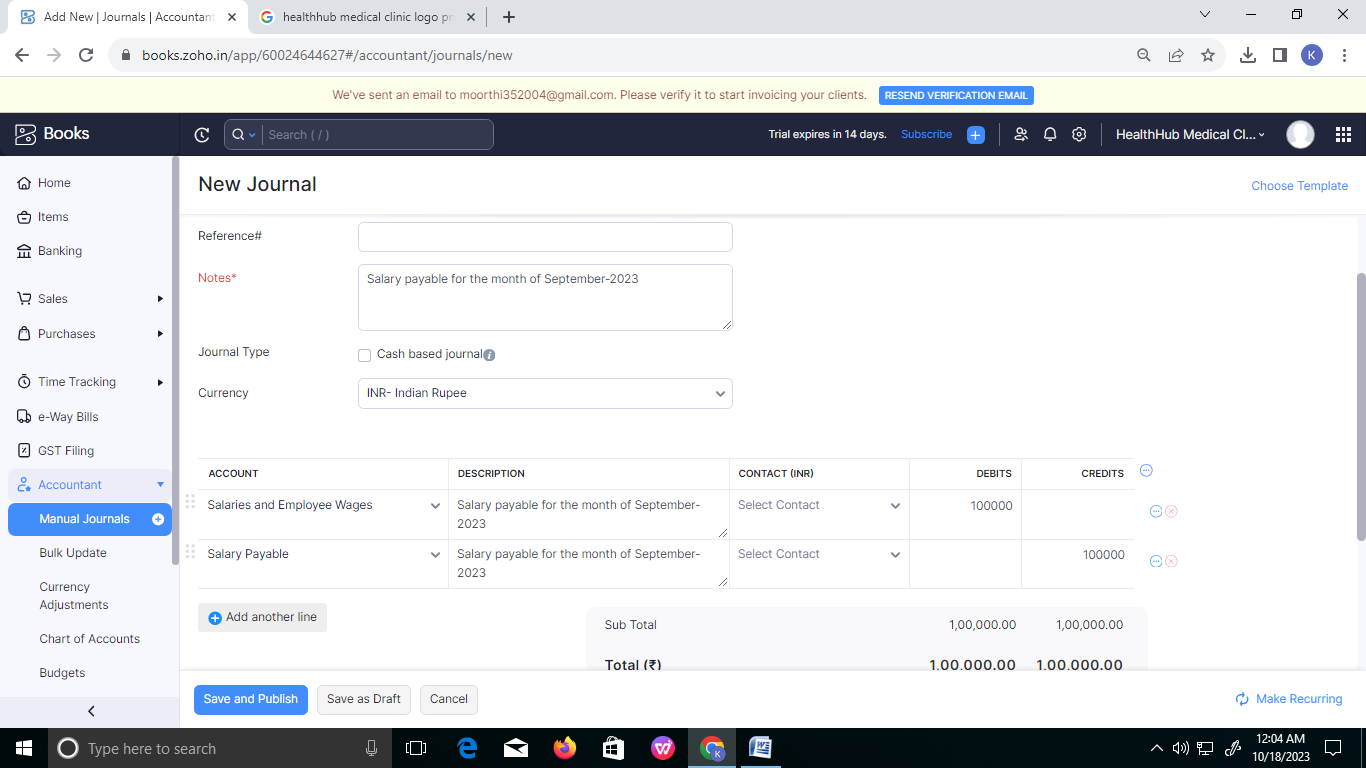 Add New | Journals | Accountant
healthhub medical clinic logo pn
books.zoho.in/app/60024644627#/accountant/journals/new
K
We've sent an email to moorthi352004@gmail.com. Please verify it to start invoicing your clients. RESEND VERIFICATION EMAIL
Books
Search ( / )
Trial expires in 14 days. Subscribe
HealthHub Medical Cl...
Home
Items
Banking
Sales
Purchases
Time Tracking
e-Way Bills
GST Filing
Accountant
Manual Journals
Bulk Update
Currency
Adjustments
Chart of Accounts
Budgets
New Journal
Choose Template
Reference#
Notes*
Salary payable for the month of September-2023
Journal Type
Cash based journal
Currency
INR- Indian Rupee
ACCOUNT DESCRIPTION CONTACT (INR) DEBITS CREDITS
Salaries and Employee Wages Salary payable for the month of September- Select Contact 100000
2023
Salary Payable Salary payable for the month of September- Select Contact 100000
2023
Add another line
Sub Total 1,00,000.00 1,00,000.00
Total (₹) 1,00,000.00 1,00,000.00
Save and Publish Save as Draft Cancel
Make Recurring
Type here to search
12:04 AM
10/18/2023